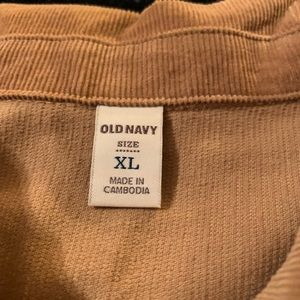 OLD NAVY
SIZE
XL
MADE IN
CAMBODIA